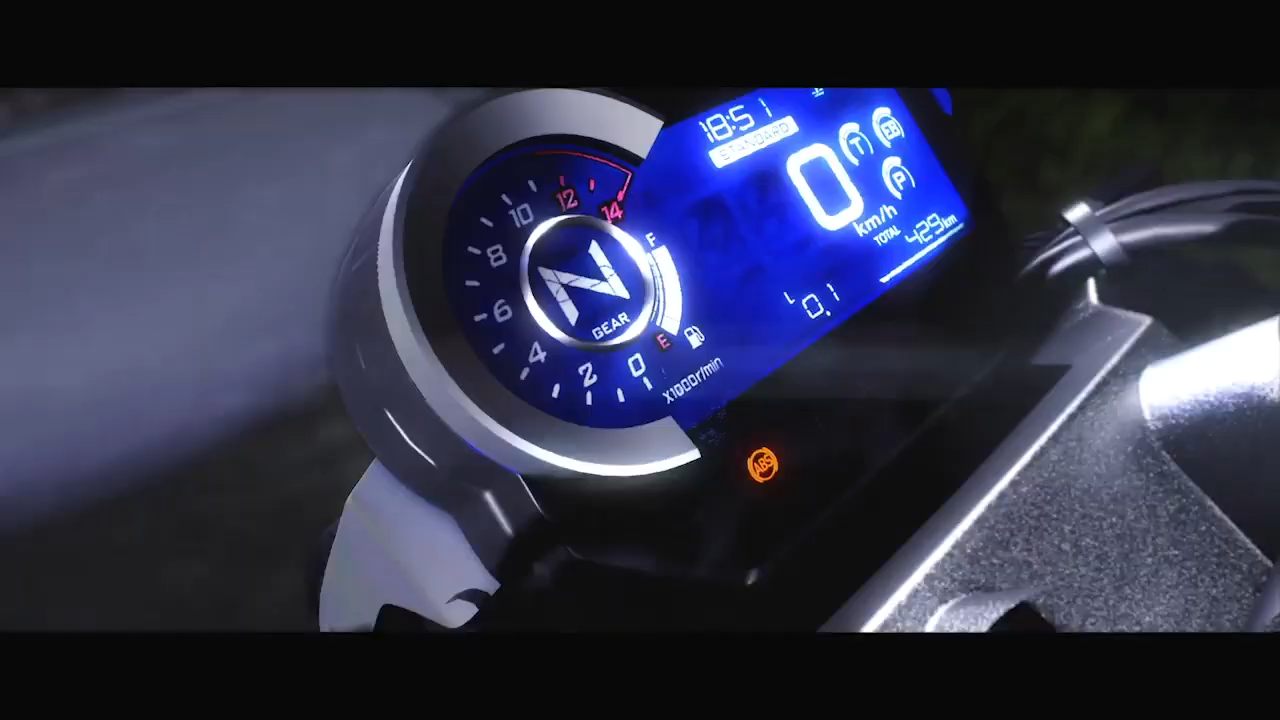 18:51
STANDARD
0
km/h
T
EB
P
TOTAL 429km
0.1
14
12
10
8
6
4
2
0
N
GEAR
F
E
X1000r/min
ABS